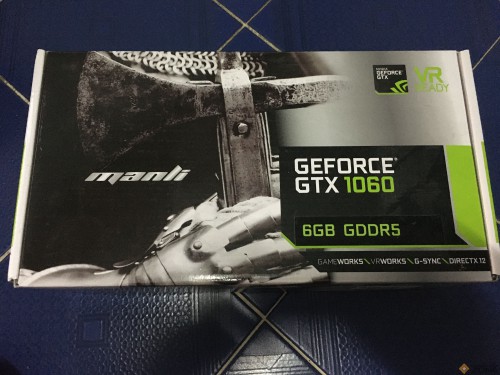 GEFORCE
GTX
VR
READY
manli
GEFORCE®
GTX 1060
6GB GDDR5
GAMEWORKS \ VRWORKS \ G-SYNC \ DIRECTX 12